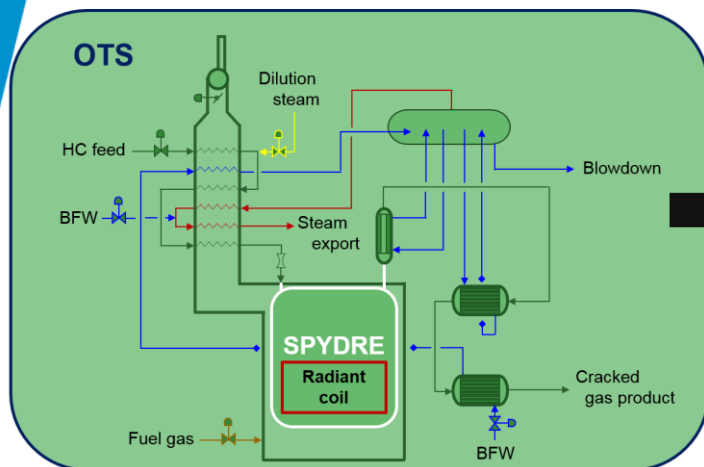 OTS
Dilution
steam
HC feed
Blowdown
BFW
Steam
export
SPYDRE
Radiant
coil
Cracked
gas product
Fuel gas
BFW